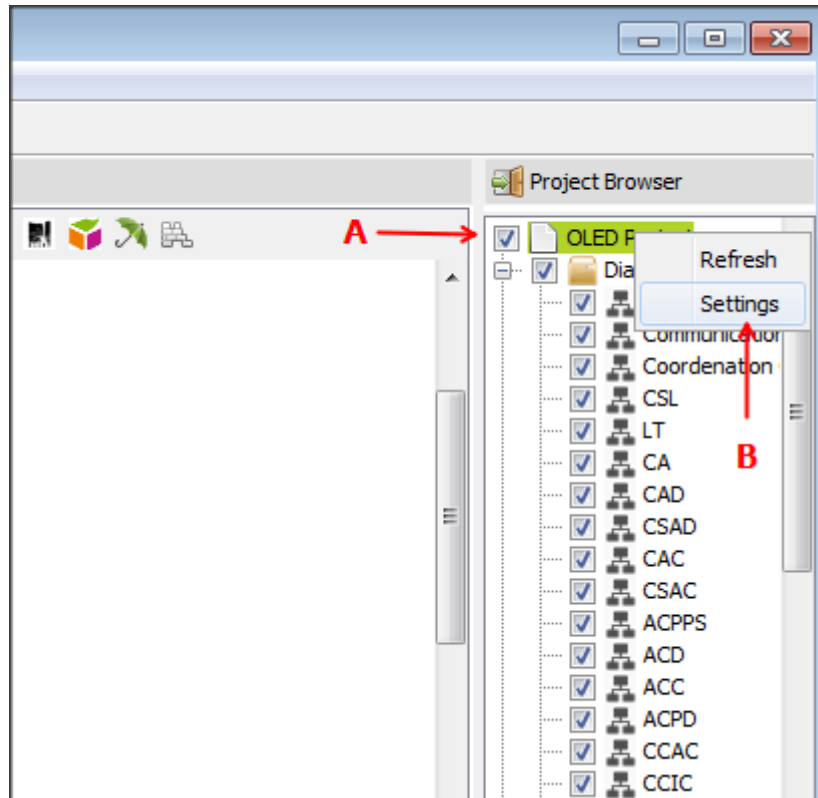 Project Browser
A
OLED P
Refresh
Dia
Settings
Communication
Coordenation
CSL
LT
B
CA
CAD
CSAD
CAC
CSAC
ACPPS
ACD
ACC
ACPD
CCAC
CCIC